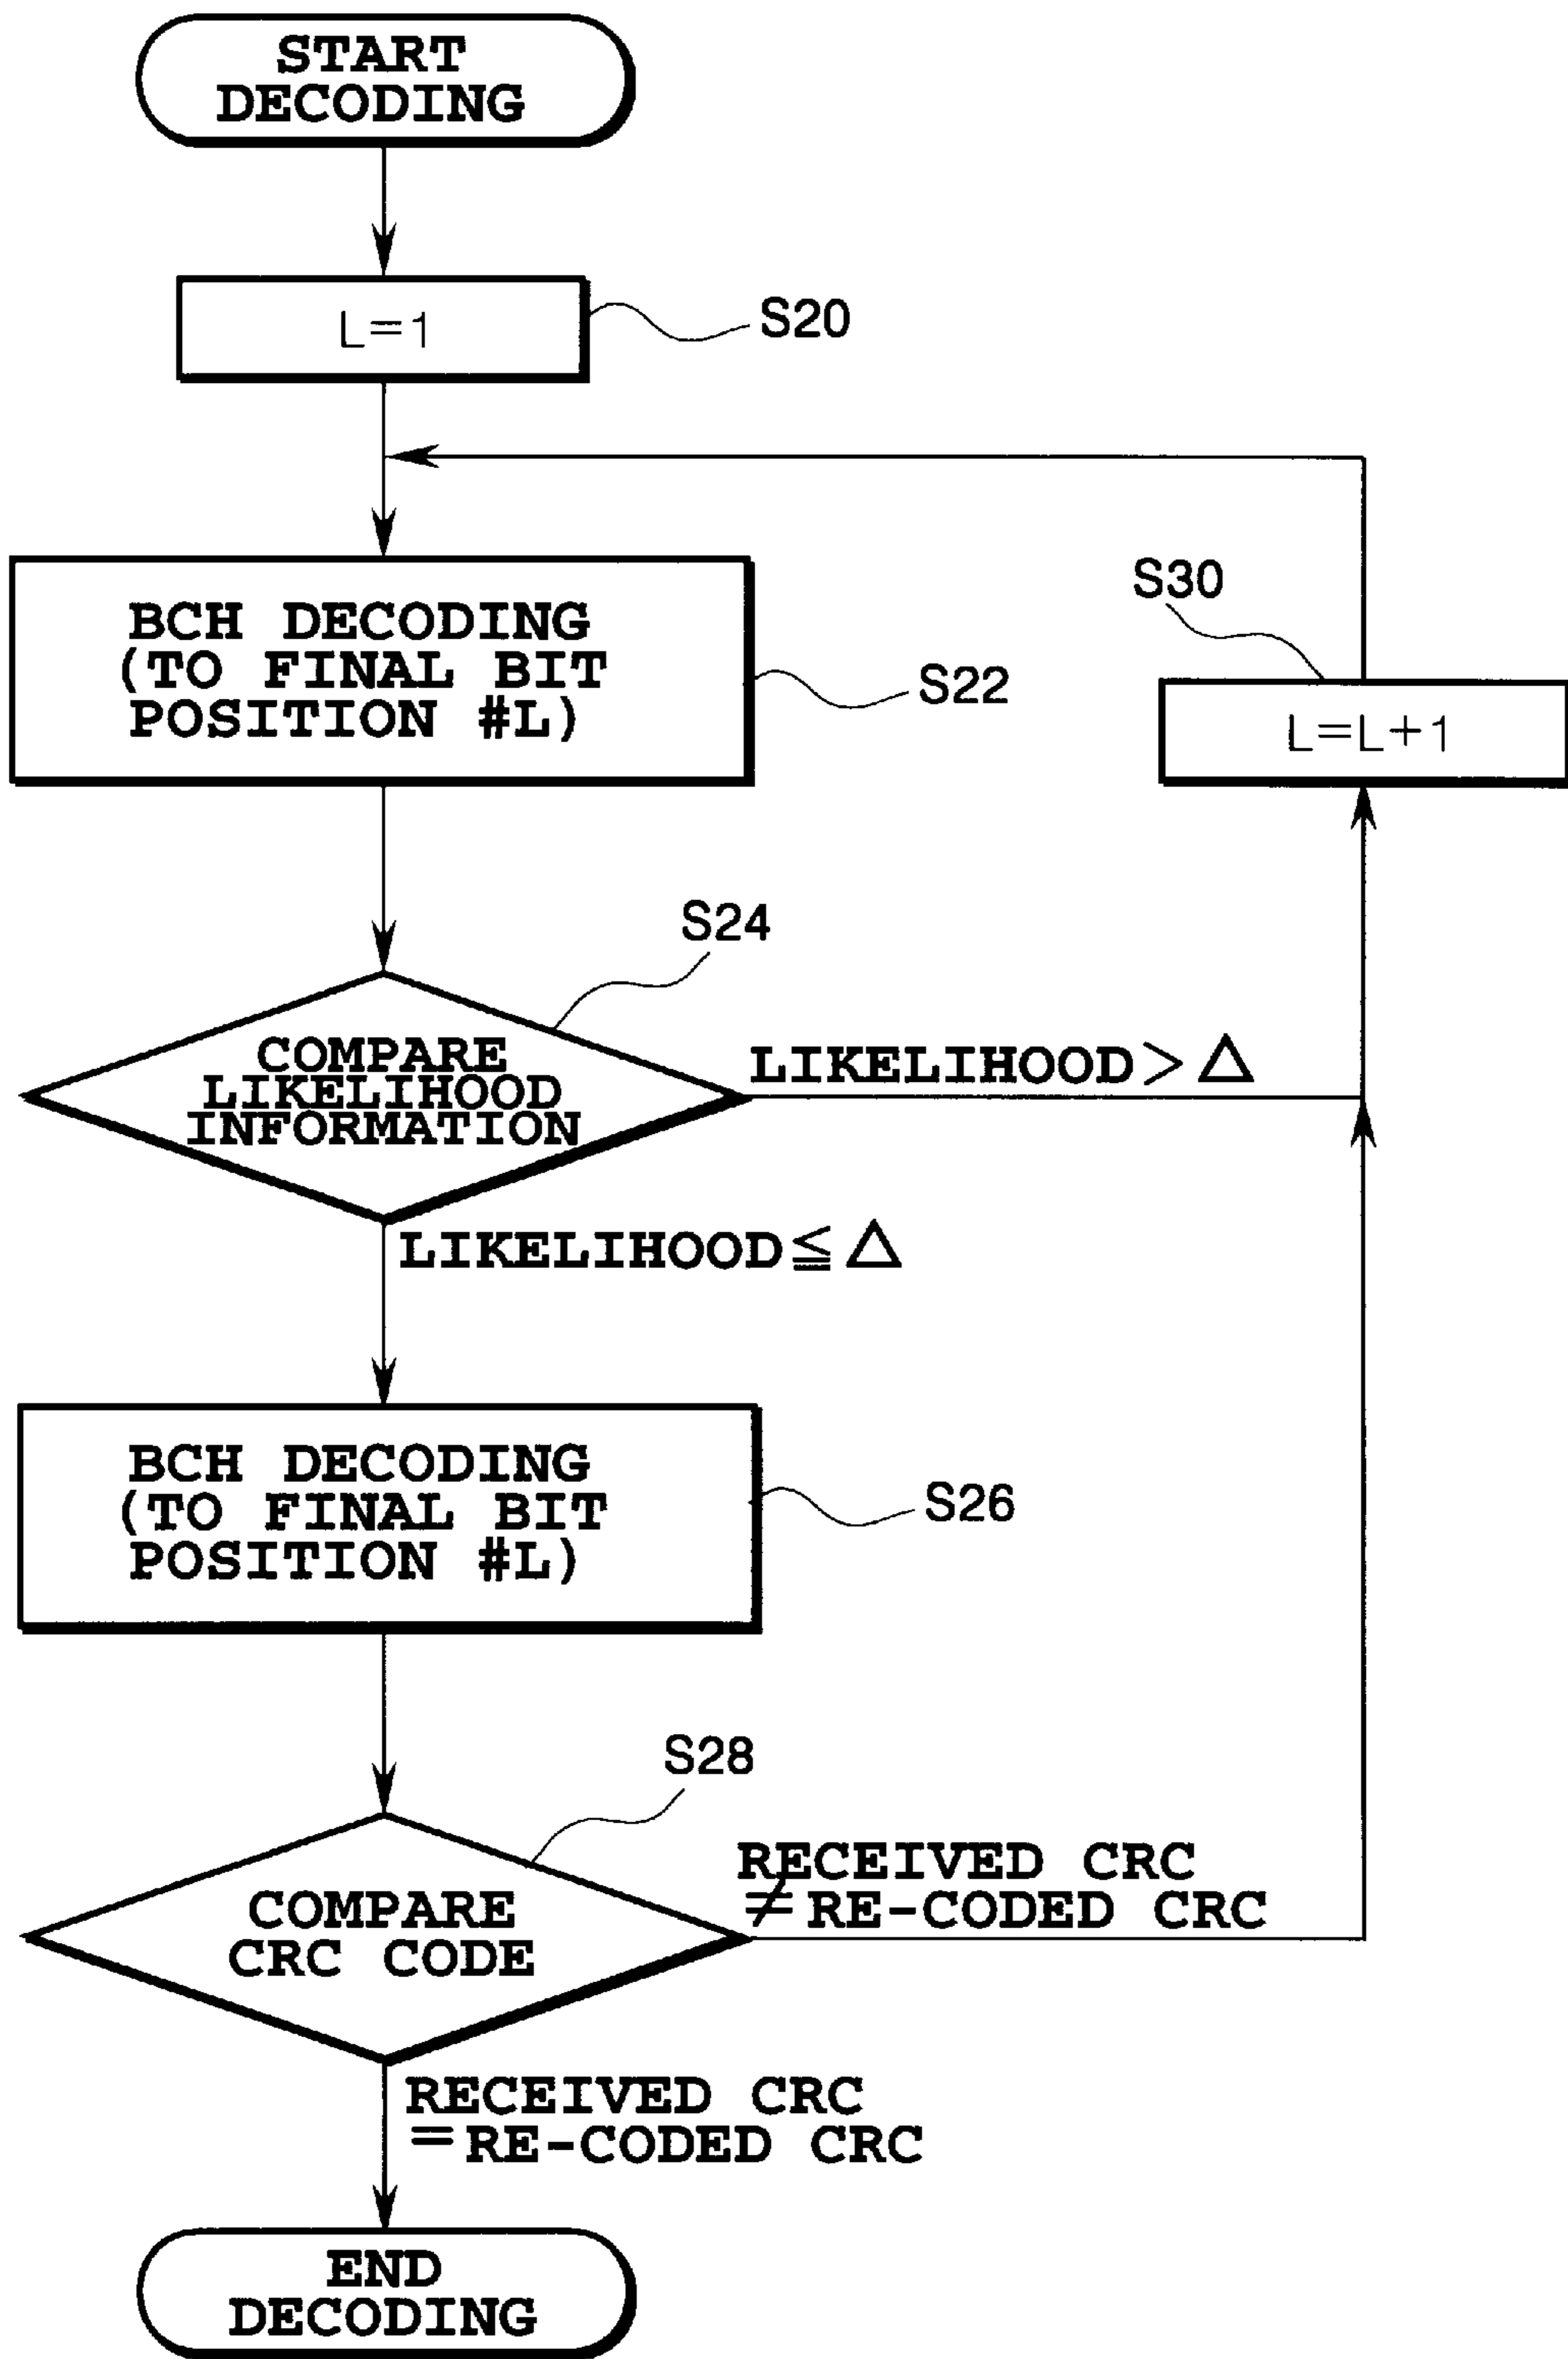 START
DECODING
L=1
S20
BCH DECODING
(TO FINAL BIT
POSITION #L)
S22
S30
L=L+1
S24
COMPARE
LIKELIHOOD
INFORMATION
LIKELIHOOD>△
LIKELIHOOD≦△
BCH DECODING
(TO FINAL BIT
POSITION #L)
S26
S28
COMPARE
CRC CODE
RECEIVED CRC
≠RE-CODED CRC
RECEIVED CRC
=RE-CODED CRC
END
DECODING